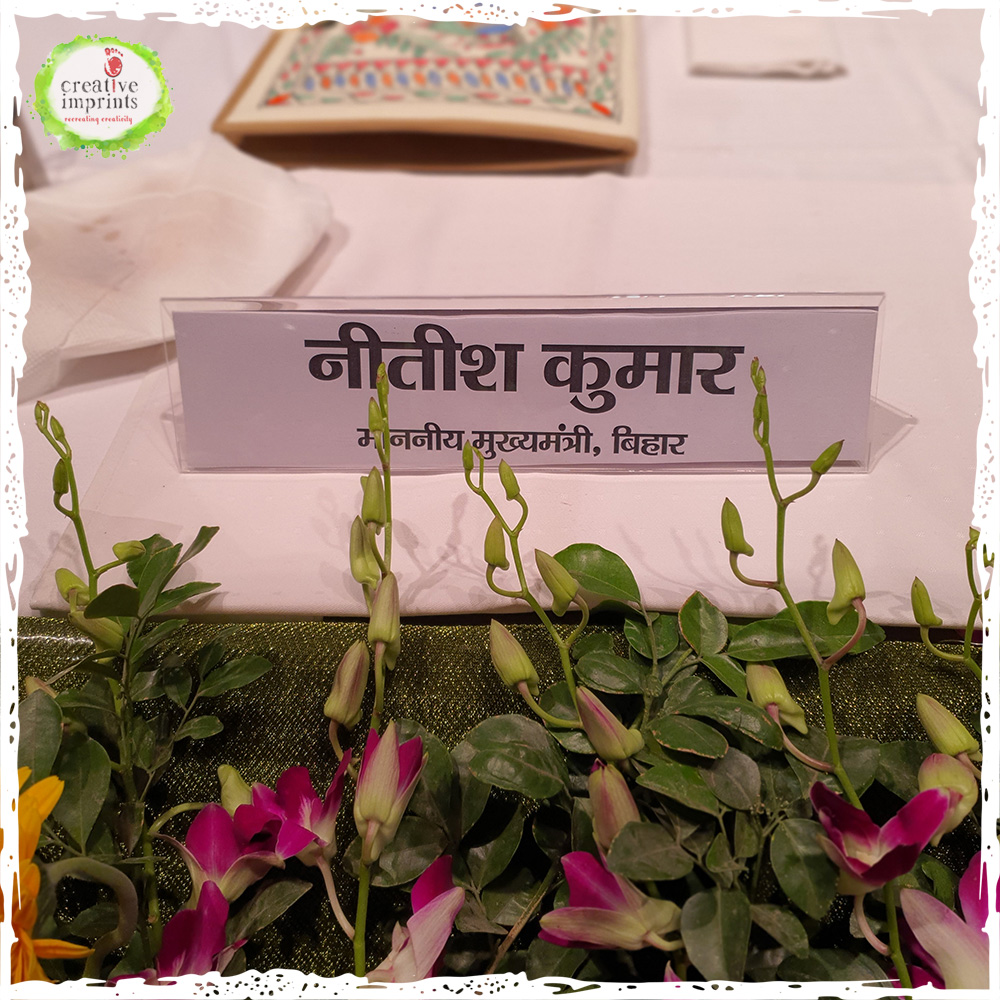 creative
imprints
recreating creativity
नीतीश कुमार
माननीय मुख्यमंत्री, बिहार